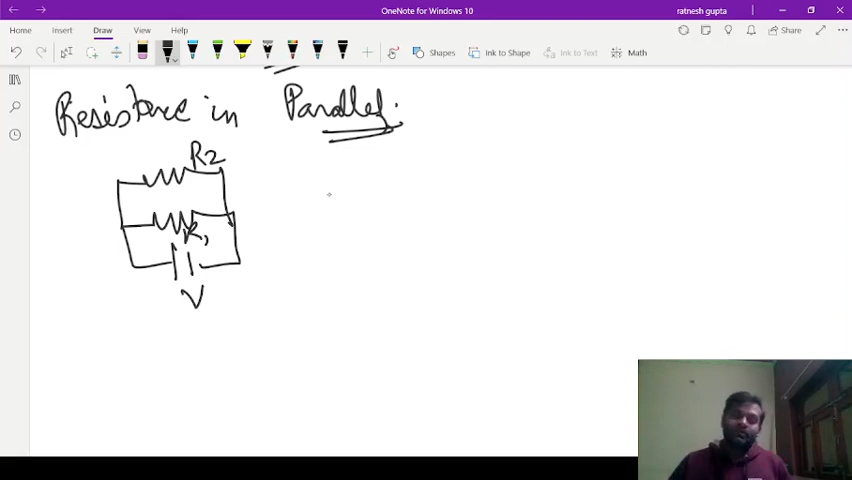 OneNote for Windows 10
ratnesh gupta
Home Insert Draw View Help
Share
Shapes Ink to Shape Ink to Text Math
Resistance in Parallel.
R2
R1
V